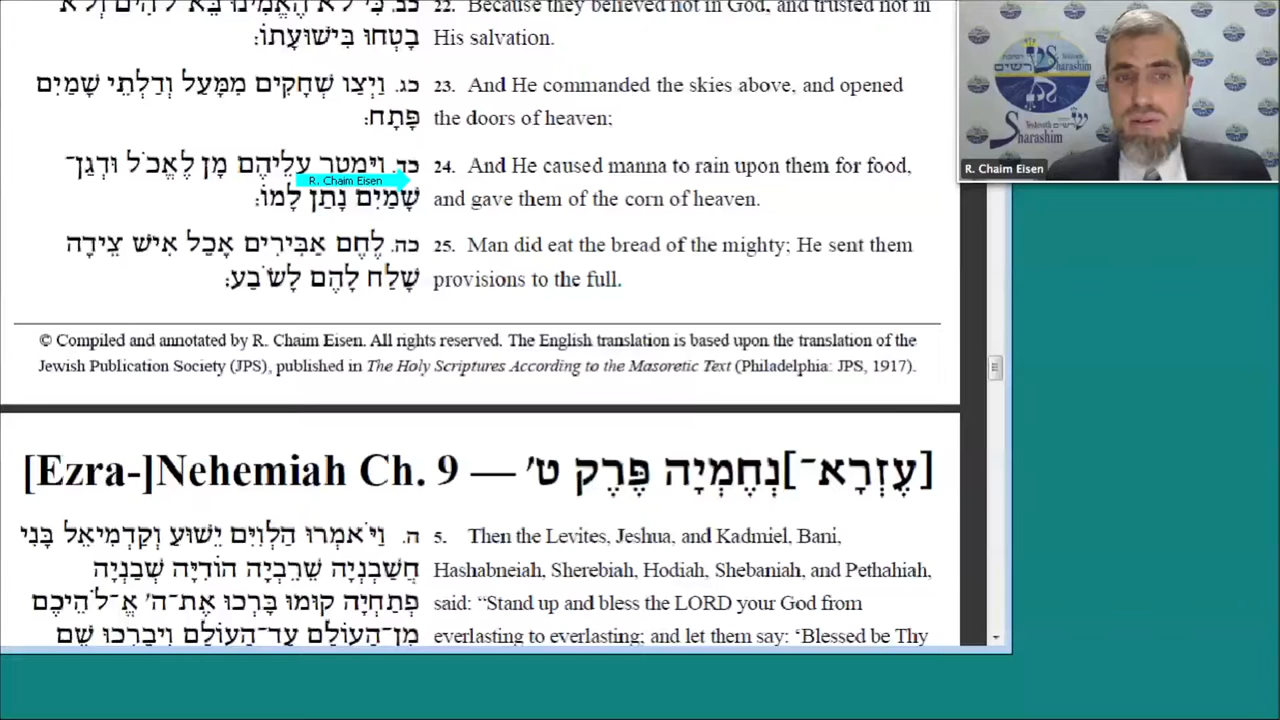 כב. כִּי לֹא הֶאֱמִינוּ בֵּא־לֹהִים וְלֹא
בָטְחוּ בִּישׁוּעָתוֹ:
22. Because they believed not in God, and trusted not in
His salvation.
כג. וַיְצַו שְׁחָקִים מִמָּעַל וְדַלְתֵי שָׁמַיִם
פָּתָח:
23. And He commanded the skies above, and opened
the doors of heaven;
כד. וַיַּמְטֵר עֲלֵיהֶם מָן לֶאֱכֹל וּדְגַן־
שָׁמַיִם נָתַן לָמוֹ:
R. Chaim Eisen
24. And He caused manna to rain upon them for food,
and gave them of the corn of heaven.
כה. לֶחֶם אַבִּירִים אָכַל אִישׁ צֵידָה
שָׁלַח לָהֶם לָשֹׂבַע:
25. Man did eat the bread of the mighty; He sent them
provisions to the full.
© Compiled and annotated by R. Chaim Eisen. All rights reserved. The English translation is based upon the translation of the
Jewish Publication Society (JPS), published in The Holy Scriptures According to the Masoretic Text (Philadelphia: JPS, 1917).
[Ezra-]Nehemiah Ch. 9 — [עֶזְרָא־]נְחֶמְיָה פֶּרֶק ט׳
ה. וַיֹּאמְרוּ הַלְוִיִּם יֵשׁוּעַ וְקַדְמִיאֵל בָּנִי
חֲשַׁבְנְיָה שֵׁרֵבְיָה הוֹדִיָּה שְׁבַנְיָה
פְתַחְיָה קוּמוּ בָּרְכוּ אֶת־ה׳ אֱ־לֹהֵיכֶם
מִן־הָעוֹלָם עַד־הָעוֹלָם וִיבָרְכוּ שֵׁם
5. Then the Levites, Jeshua, and Kadmiel, Bani,
Hashabneiah, Sherebiah, Hodiah, Shebaniah, and Pethahiah,
said: “Stand up and bless the LORD your God from
everlasting to everlasting; and let them say: ‘Blessed be Thy
Yeshivath
Sharashim
R. Chaim Eisen